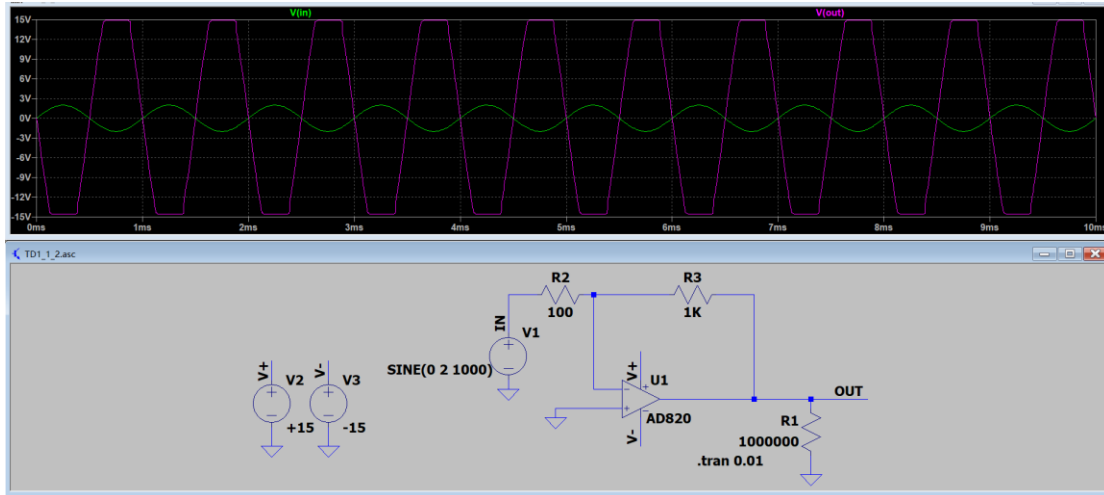 V(in) V(out)
15V
12V
9V
6V
3V
0V
-3V
-6V
-9V
-12V
-15V
0ms 1ms 2ms 3ms 4ms 5ms 6ms 7ms 8ms 9ms 10ms
TD1_1_2.asc
R2 R3
100 1K
IN V1
SINE(0 2 1000)
V+ V- V+ U1
V2 V3
+15 -15
AD820
V-
OUT
R1
1000000
.tran 0.01